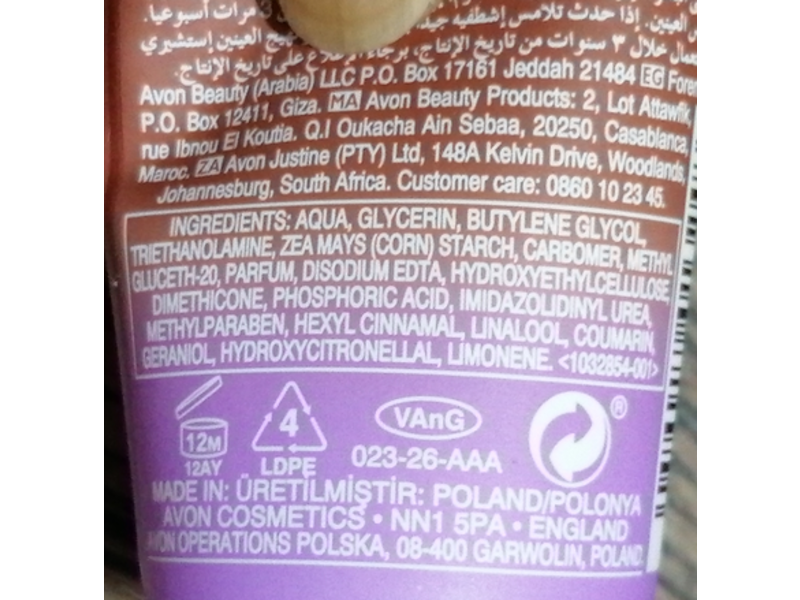 مرات أسبوعيا.
العينين. إذا حدث تلامس إشطفيه
خلال ٣ سنوات من تاريخ الإنتاج، العينين إستشيري
على تاريخ الإنتاج.
Avon Beauty (Arabia) LLC P.O. Box 17161 Jeddah 21484 EG
P.O. Box 12411, Giza. MA Avon Beauty Products: 2, Lot Attawfik,
rue Ibnou El Koutia. Q.I Oukacha Ain Sebaa, 20250, Casablanca,
Maroc. ZA Avon Justine (PTY) Ltd, 148A Kelvin Drive, Woodlands,
Johannesburg, South Africa. Customer care: 0860 10 23 45.
INGREDIENTS: AQUA, GLYCERIN, BUTYLENE GLYCOL,
TRIETHANOLAMINE, ZEA MAYS (CORN) STARCH, CARBOMER, METHYL
GLUCETH-20, PARFUM, DISODIUM EDTA, HYDROXYETHYLCELLULOSE,
DIMETHICONE, PHOSPHORIC ACID, IMIDAZOLIDINYL UREA,
METHYLPARABEN, HEXYL CINNAMAL, LINALOOL, COUMARIN,
GERANIOL, HYDROXYCITRONELLAL, LIMONENE. <1032854-001>
12M
12AY
4
LDPE
VAnG
023-26-AAA
®
MADE IN: ÜRETİLMİŞTİR: POLAND/POLONYA
AVON COSMETICS • NN1 5PA • ENGLAND
AVON OPERATIONS POLSKA, 08-400 GARWOLIN, POLAND.